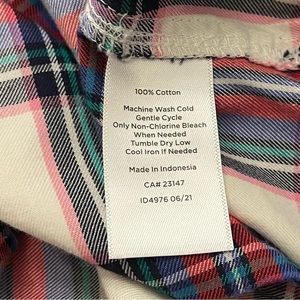 100% Cotton
Machine Wash Cold
Gentle Cycle
Only Non-Chlorine Bleach
When Needed
Tumble Dry Low
Cool Iron If Needed
Made In Indonesia
CA# 23147
ID4976 06/21